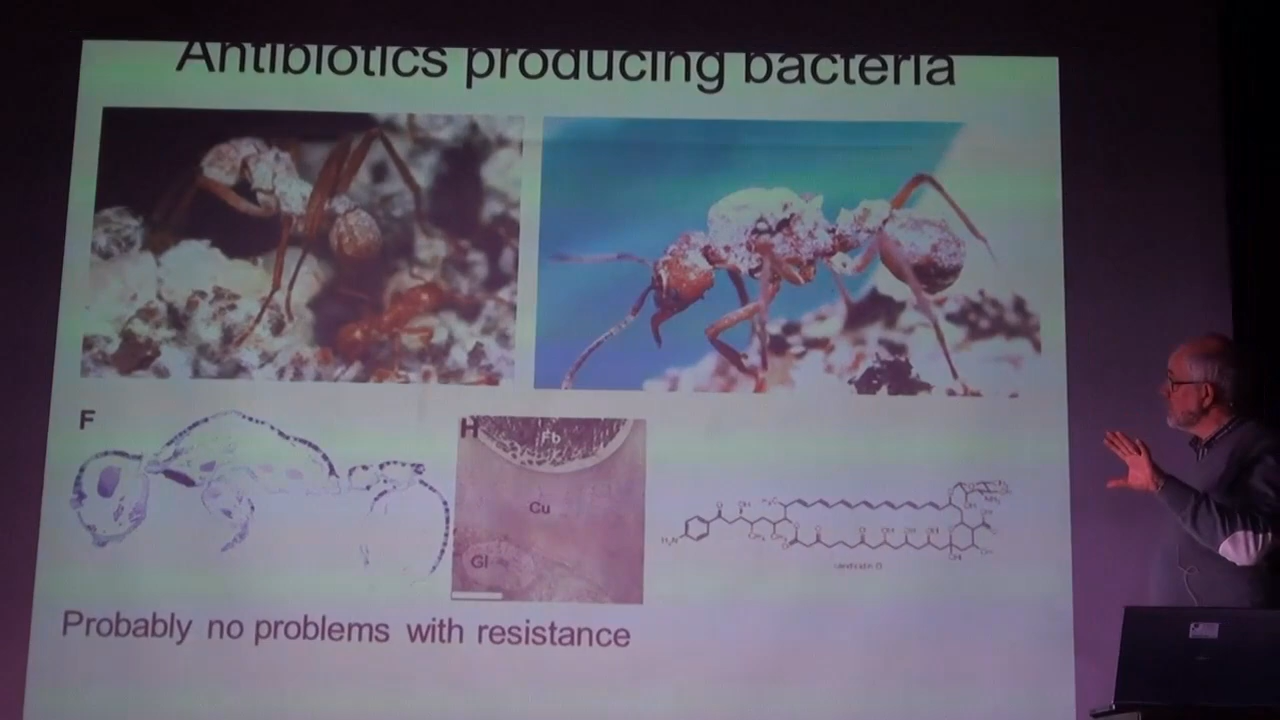 Antibiotics producing bacteria
F
H
Fb
Cu
Gl
Probably no problems with resistance